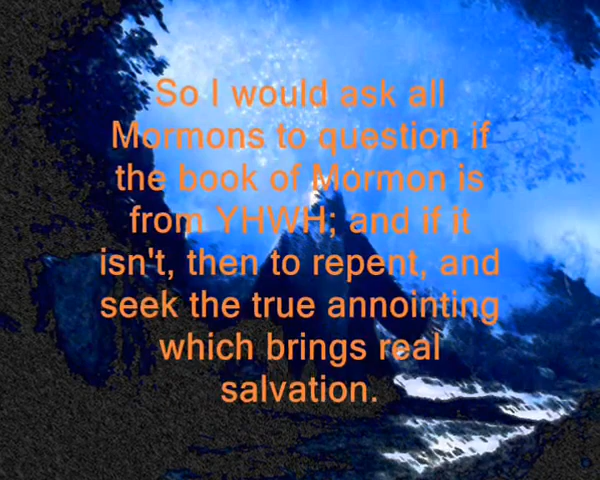 So I would ask all
Mormons to question if
the book of Mormon is
from YHWH; and if it
isn't, then to repent, and
seek the true annointing
which brings real
salvation.